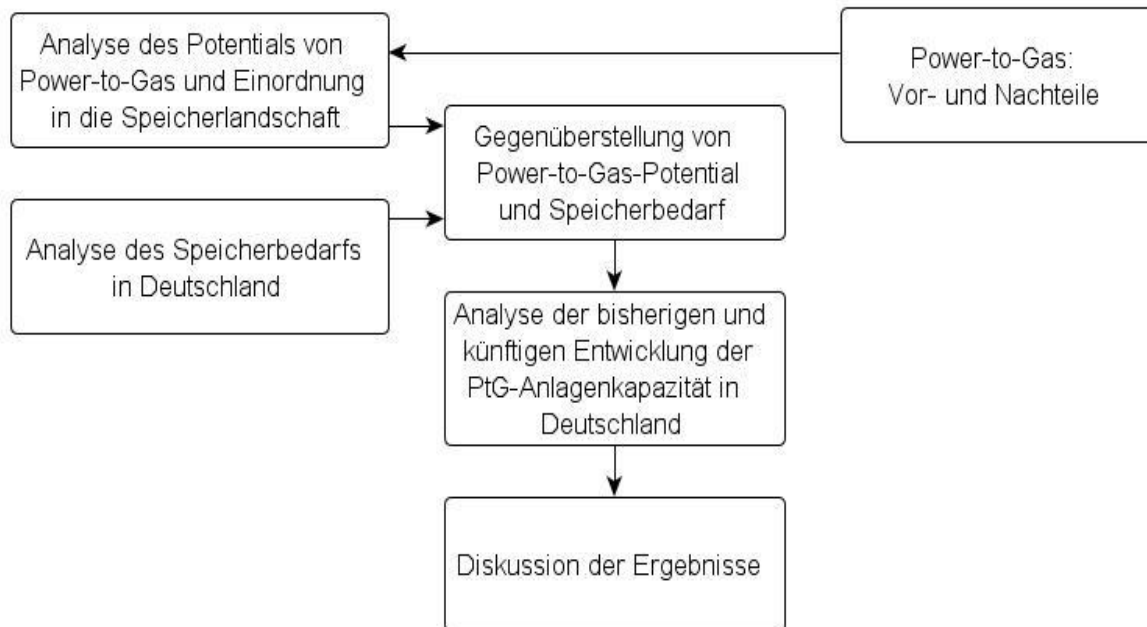 Analyse des Potentials von
Power-to-Gas und Einordnung
in die Speicherlandschaft
Power-to-Gas:
Vor- und Nachteile
Gegenüberstellung von
Power-to-Gas-Potential
und Speicherbedarf
Analyse des Speicherbedarfs
in Deutschland
Analyse der bisherigen und
künftigen Entwicklung der
PtG-Anlagenkapazität in
Deutschland
Diskussion der Ergebnisse